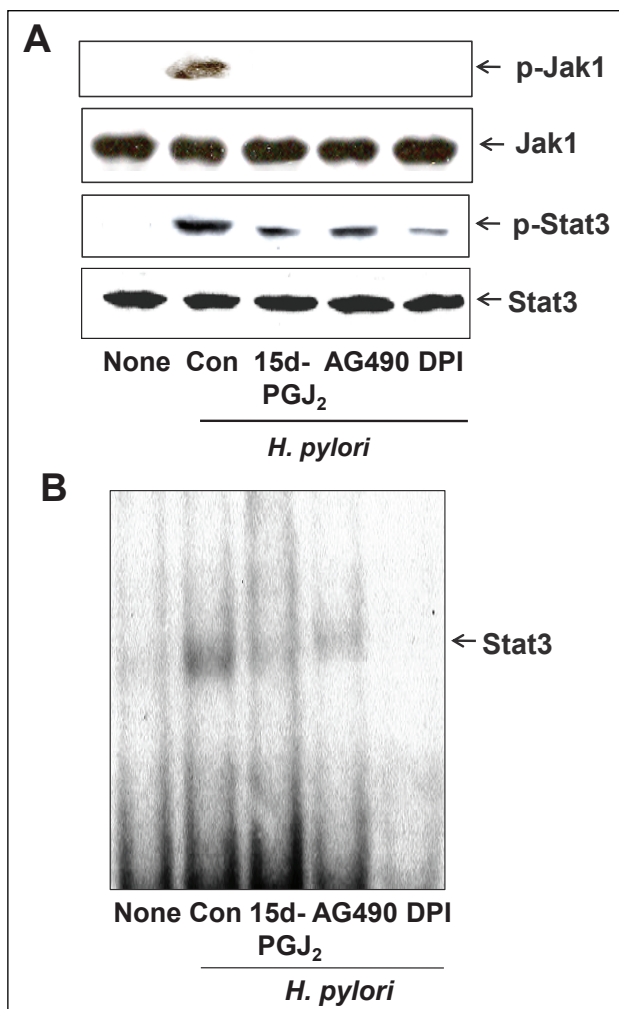 A
← p-Jak1
← Jak1
← p-Stat3
← Stat3
None Con 15d- AG490 DPI
PGJ₂
H. pylori
B
← Stat3
None Con 15d- AG490 DPI
PGJ₂
H. pylori